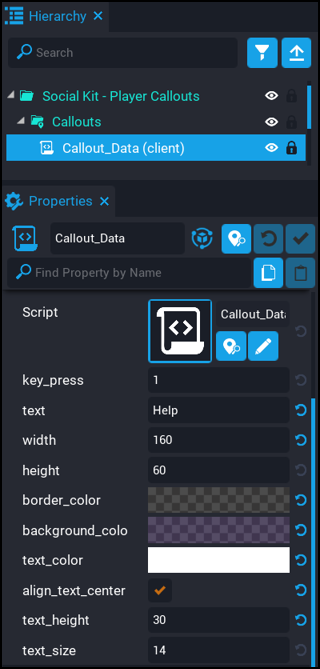 Hierarchy
Search
Social Kit - Player Callouts
Callouts
Callout_Data (client)
Properties
Callout_Data
Find Property by Name
Script
Callout_Dat
key_press 1
text Help
width 160
height 60
border_color
background_colo
text_color
align_text_center
text_height 30
text_size 14